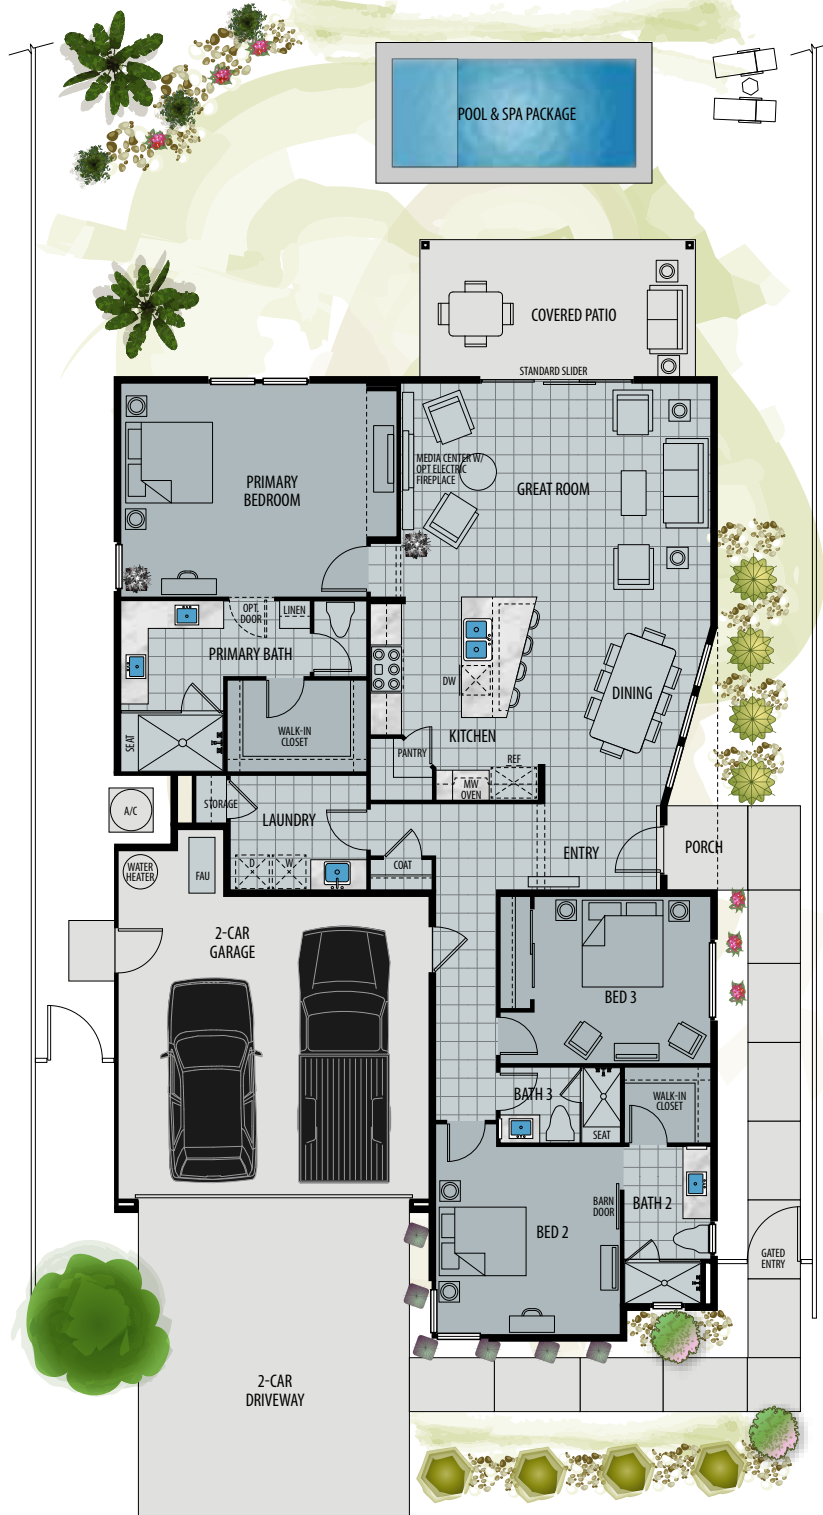 POOL & SPA PACKAGE
COVERED PATIO
STANDARD SLIDER
MEDIA CENTER W/
OPT ELECTRIC
FIREPLACE
PRIMARY
BEDROOM
GREAT ROOM
OPT.
DOOR
LINEN
PRIMARY BATH
DW
DINING
WALK-IN
CLOSET
SEAT
KITCHEN
PANTRY
REF
MW
OVEN
A/C
STORAGE
LAUNDRY
PORCH
ENTRY
COAT
D
W
WATER
HEATER
FAU
2-CAR
GARAGE
BED 3
BATH 3
WALK-IN
CLOSET
SEAT
BARN
DOOR
BATH 2
BED 2
GATED
ENTRY
2-CAR
DRIVEWAY